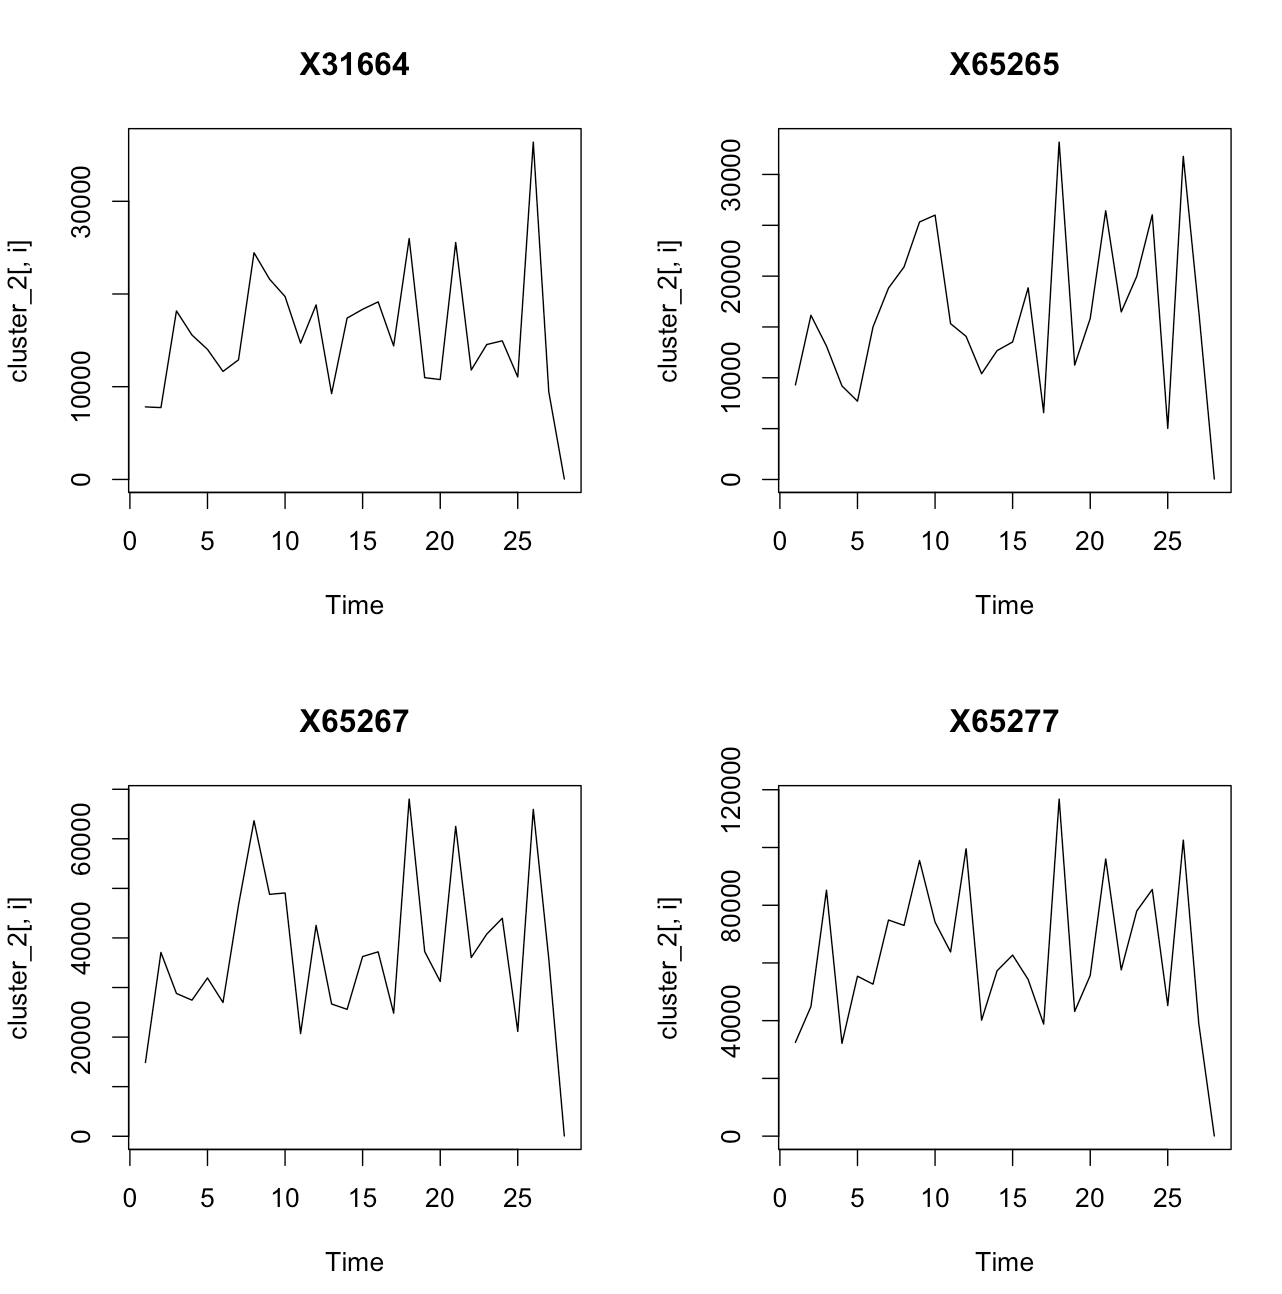 X31664
cluster_2[, i]
0 10000 30000
0 5 10 15 20 25
Time
X65265
cluster_2[, i]
0 10000 20000 30000
0 5 10 15 20 25
Time
X65267
cluster_2[, i]
0 20000 40000 60000
0 5 10 15 20 25
Time
X65277
cluster_2[, i]
0 40000 80000 120000
0 5 10 15 20 25
Time